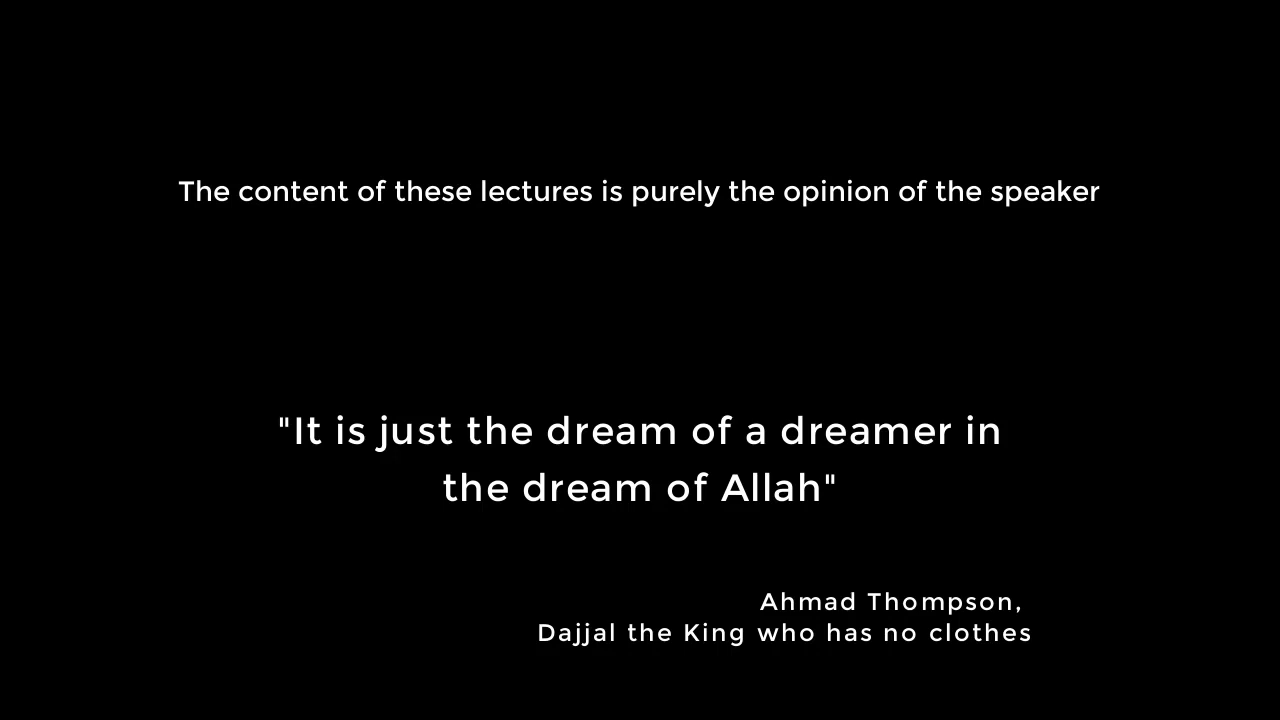 The content of these lectures is purely the opinion of the speaker
"It is just the dream of a dreamer in
the dream of Allah"
Ahmad Thompson,
Dajjal the King who has no clothes